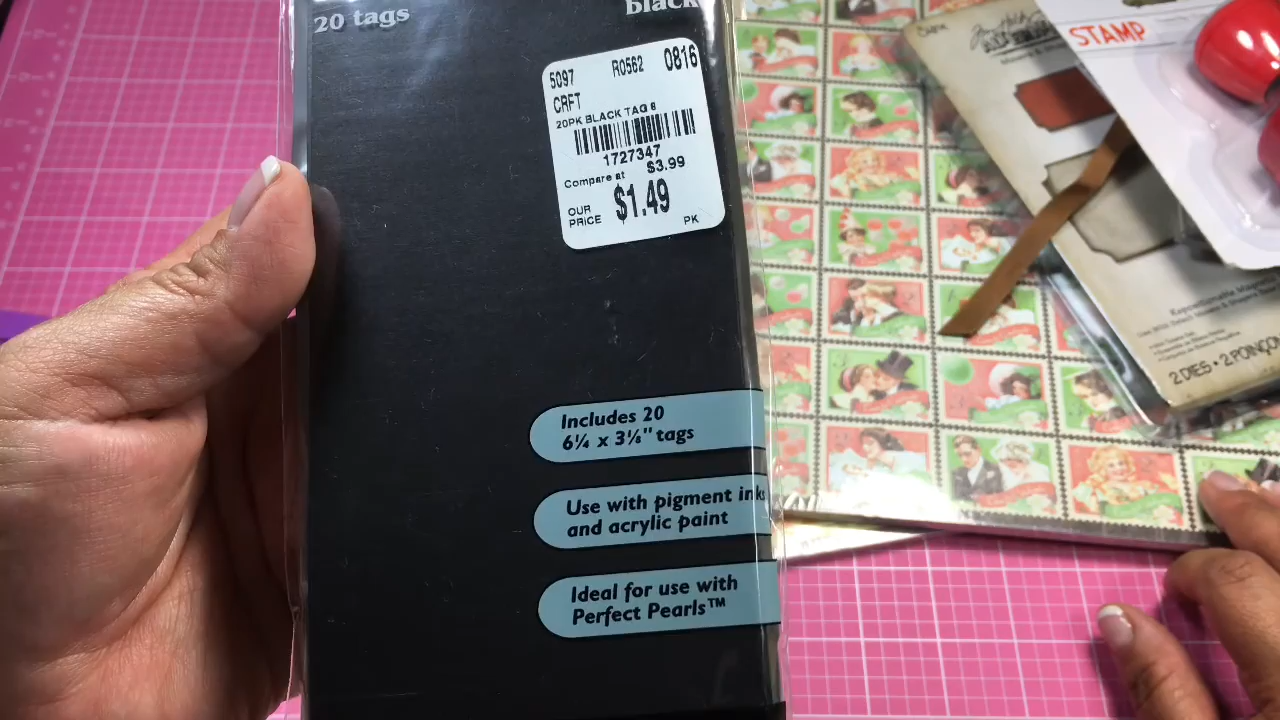 20 tags
black
5097 R0562 0816
CRFT
20PK BLACK TAG 6
1727347
Compare at $3.99
OUR PRICE $1.49 PK
Includes 20
6¼ x 3⅛" tags
Use with pigment inks
and acrylic paint
Ideal for use with
Perfect Pearls™
STAMP
2 DIES • 2 POINÇON